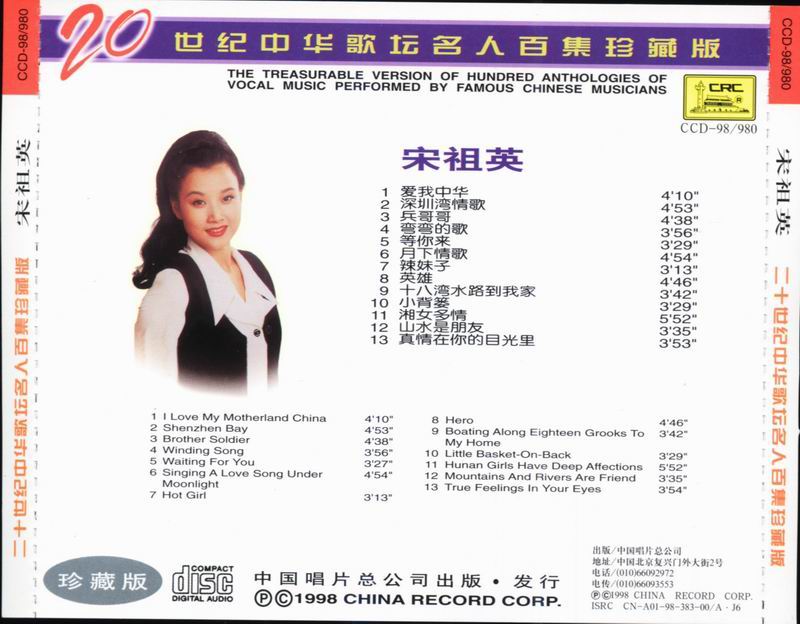 CCD-98/980
宋祖英
二十世纪中华歌坛名人百集珍藏版
20世纪中华歌坛名人百集珍藏版
THE TREASURABLE VERSION OF HUNDRED ANTHOLOGIES OF
VOCAL MUSIC PERFORMED BY FAMOUS CHINESE MUSICIANS
CRC
CCD-98/980
宋祖英
1 爱我中华 4'10"
2 深圳湾情歌 4'53"
3 兵哥哥 4'38"
4 弯弯的歌 3'56"
5 等你来 3'29"
6 月下情歌 4'54"
7 辣妹子 3'13"
8 英雄 4'46"
9 十八湾水路到我家 3'42"
10 小背篓 3'29"
11 湘女多情 5'52"
12 山水是朋友 3'35"
13 真情在你的目光里 3'53"
1 I Love My Motherland China 4'10"
2 Shenzhen Bay 4'53"
3 Brother Soldier 4'38"
4 Winding Song 3'56"
5 Waiting For You 3'27"
6 Singing A Love Song Under 4'54"
Moonlight
7 Hot Girl 3'13"
8 Hero 4'46"
9 Boating Along Eighteen Grooks To 3'42"
My Home
10 Little Basket-On-Back 3'29"
11 Hunan Girls Have Deep Affections 5'52"
12 Mountains And Rivers Are Friend 3'35"
13 True Feelings In Your Eyes 3'54"
珍藏版
COMPACT
disc
DIGITAL AUDIO
中国唱片总公司出版·发行
ⓅⒸ1998 CHINA RECORD CORP.
出版/中国唱片总公司
地址/中国北京复兴门外大街2号
电话/(010)66092972
电传/(010)66093553
ⓅⒸ1998 CHINA RECORD CORP.
ISRC CN-A01-98-383-00/A·J6
CCD-98/980
宋祖英
二十世纪中华歌坛名人百集珍藏版